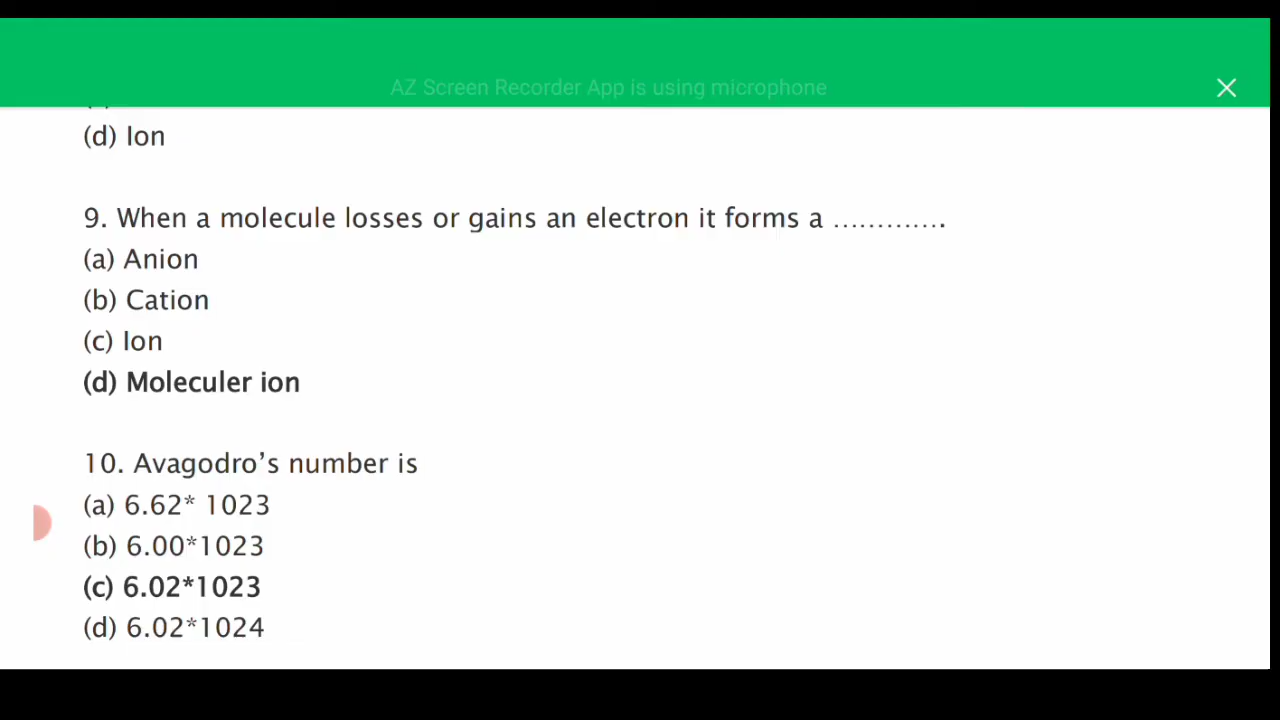 AZ Screen Recorder App is using microphone
(d) Ion
9. When a molecule losses or gains an electron it forms a ………….
(a) Anion
(b) Cation
(c) Ion
(d) Moleculer ion
10. Avagodro’s number is
(a) 6.62* 1023
(b) 6.00*1023
(c) 6.02*1023
(d) 6.02*1024